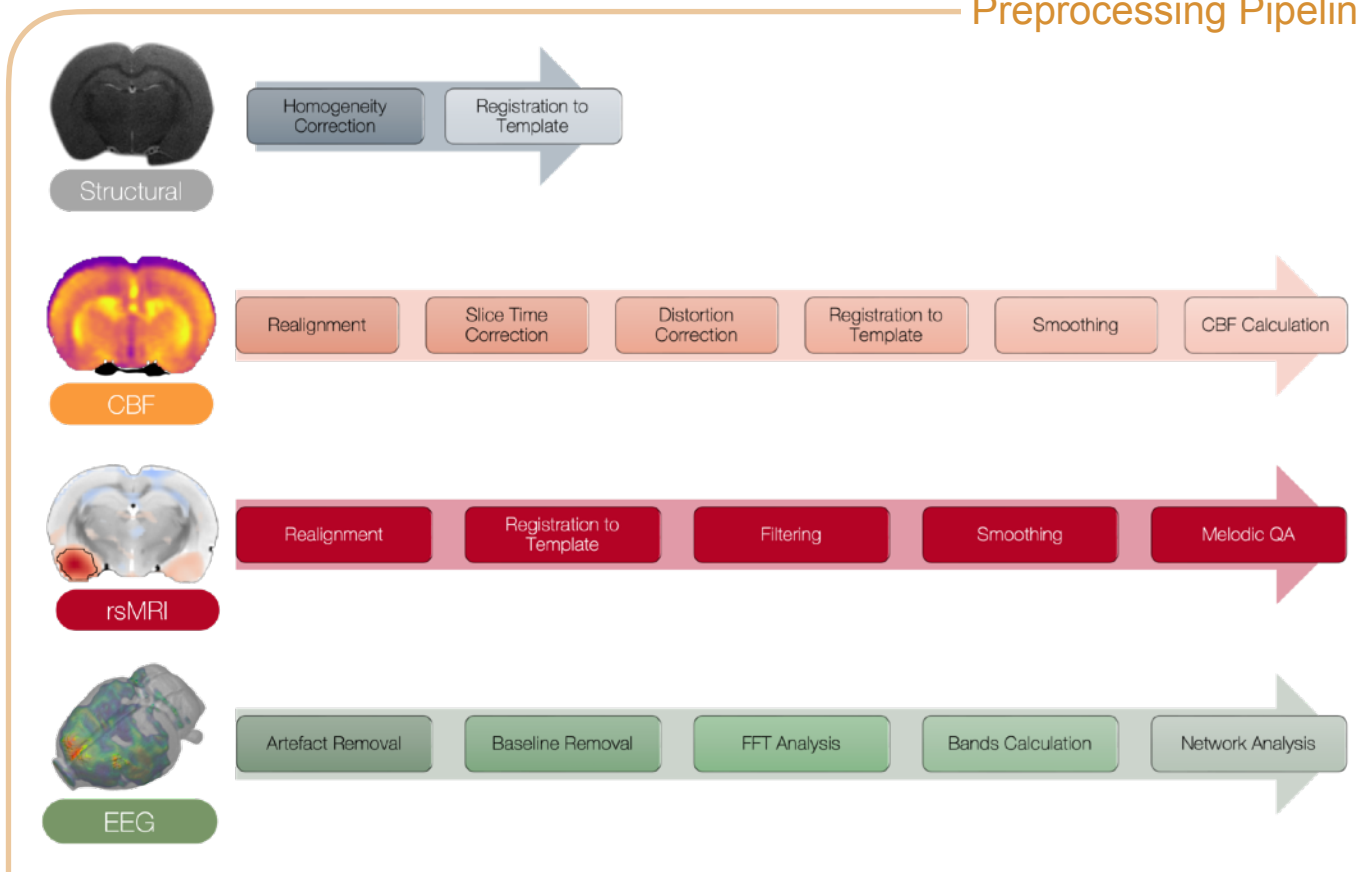 Preprocessing Pipelin
Homogeneity
Correction
Registration to
Template
Structural
Realignment
Slice Time
Correction
Distortion
Correction
Registration to
Template
Smoothing
CBF Calculation
CBF
Realignment
Registration to
Template
Filtering
Smoothing
Melodic QA
rsMRI
Artefact Removal
Baseline Removal
FFT Analysis
Bands Calculation
Network Analysis
EEG